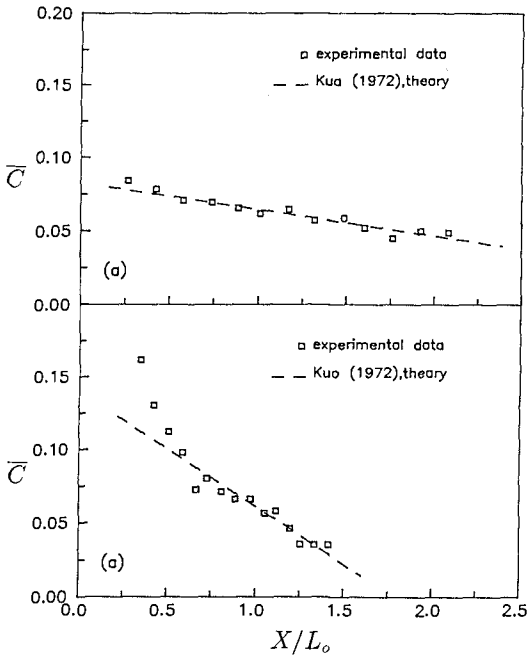 0.20
experimental data
Kua (1972),theory
0.15
0.10
C̅
0.05
(a)
0.00
experimental data
Kuo (1972),theory
0.15
0.10
C̅
0.05
(a)
0.00
0.0 0.5 1.0 1.5 2.0 2.5
X/Lₒ